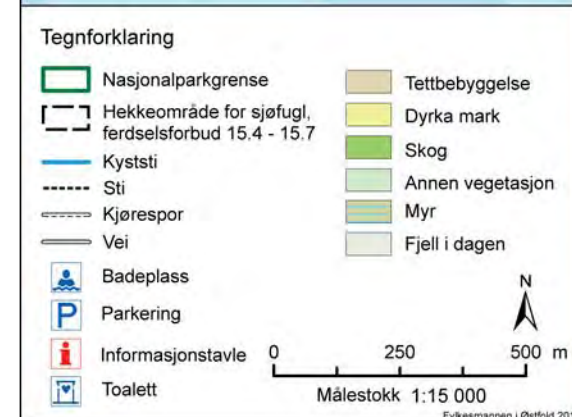 Tegnforklaring
Nasjonalparkgrense
Hekkeområde for sjøfugl,
ferdselsforbud 15.4 - 15.7
Kyststi
Sti
Kjørespor
Vei
Badeplass
P Parkering
i Informasjonstavle
Toalett
Tettbebyggelse
Dyrka mark
Skog
Annen vegetasjon
Myr
Fjell i dagen
N
0 250 500 m
Målestokk 1:15 000
Fylkesmannen i Østfold